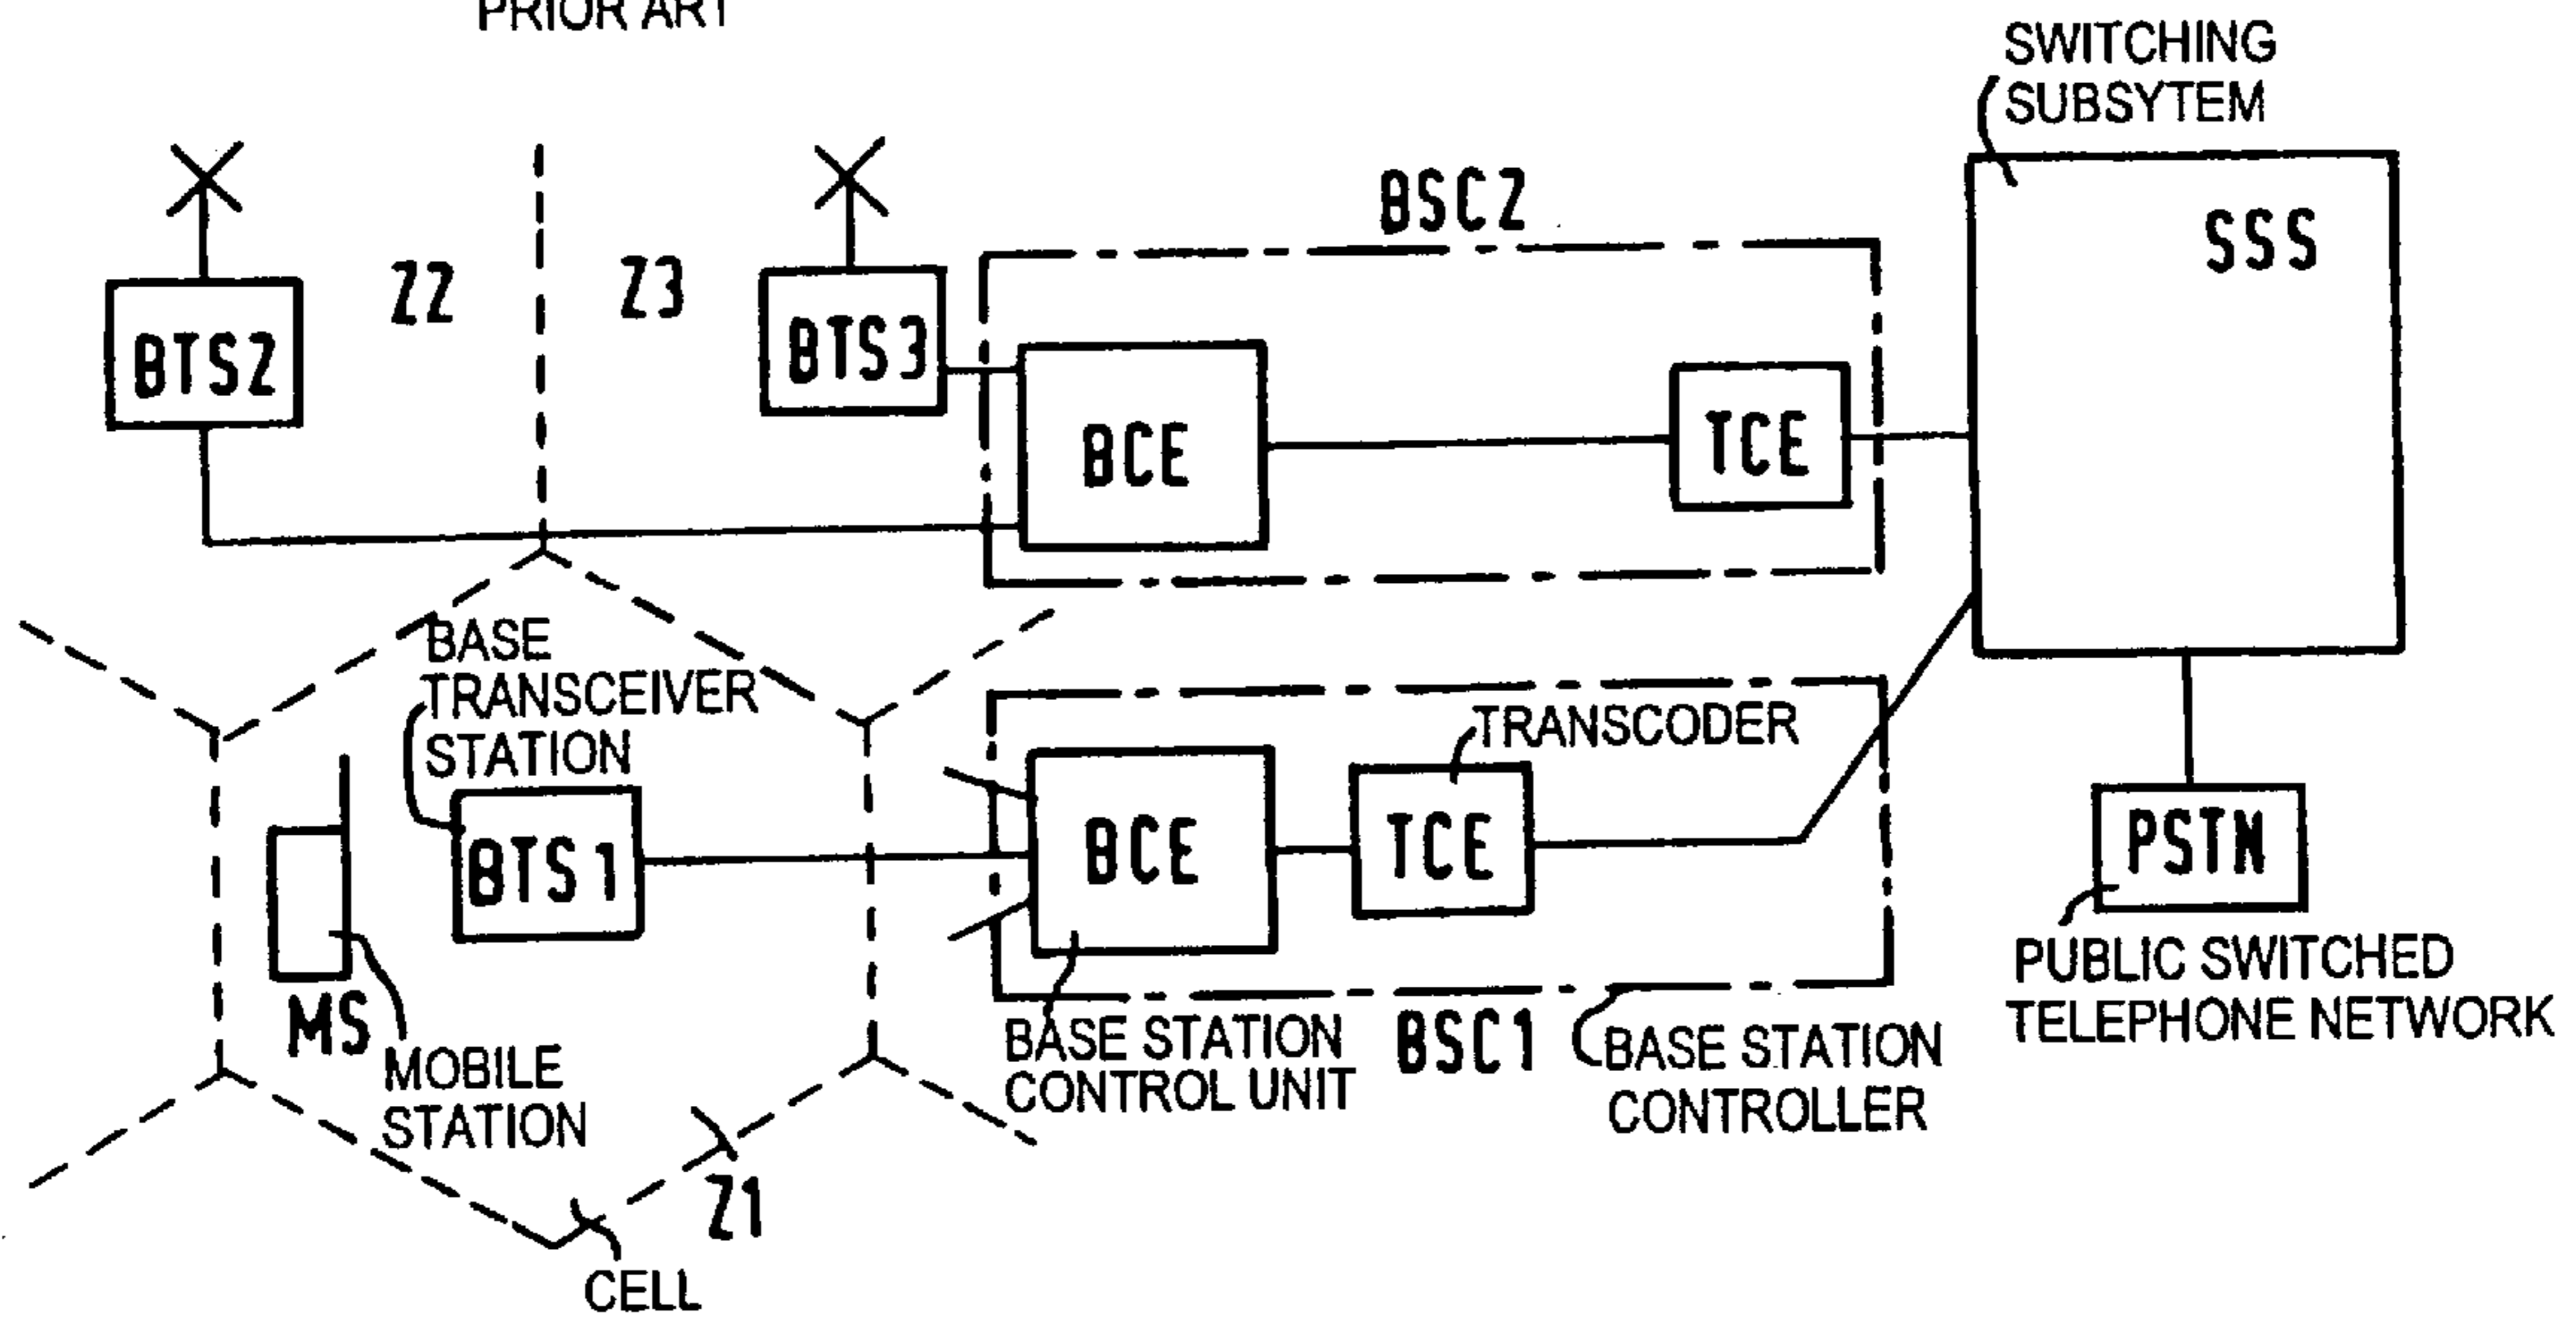 PRIOR ART
SWITCHING
SUBSYTEM
BSC2
SSS
Z2
Z3
BTS2
BTS3
BCE
TCE
BASE
TRANSCEIVER
STATION
TRANSCODER
BTS1
BCE
TCE
PSTN
MS
MOBILE
STATION
BASE STATION
CONTROL UNIT
BSC1
BASE STATION
CONTROLLER
PUBLIC SWITCHED
TELEPHONE NETWORK
Z1
CELL